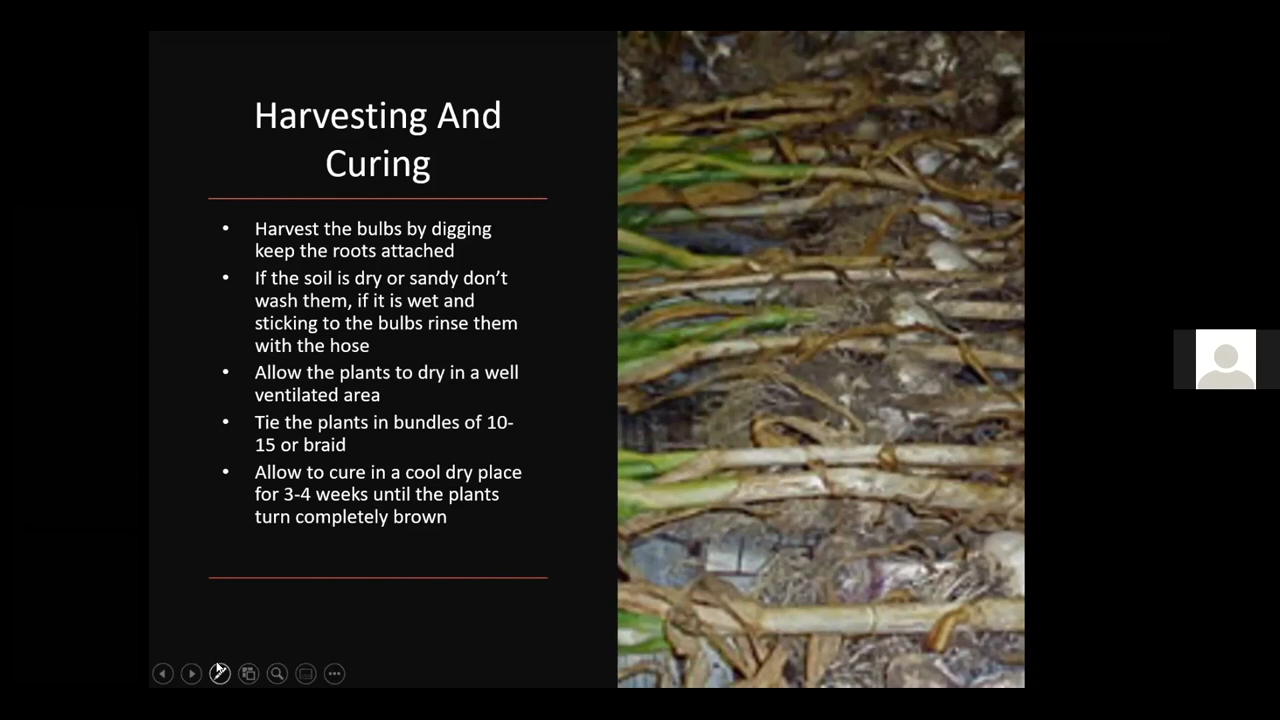 Harvesting And
Curing
• Harvest the bulbs by digging
keep the roots attached
• If the soil is dry or sandy don’t
wash them, if it is wet and
sticking to the bulbs rinse them
with the hose
• Allow the plants to dry in a well
ventilated area
• Tie the plants in bundles of 10-
15 or braid
• Allow to cure in a cool dry place
for 3-4 weeks until the plants
turn completely brown